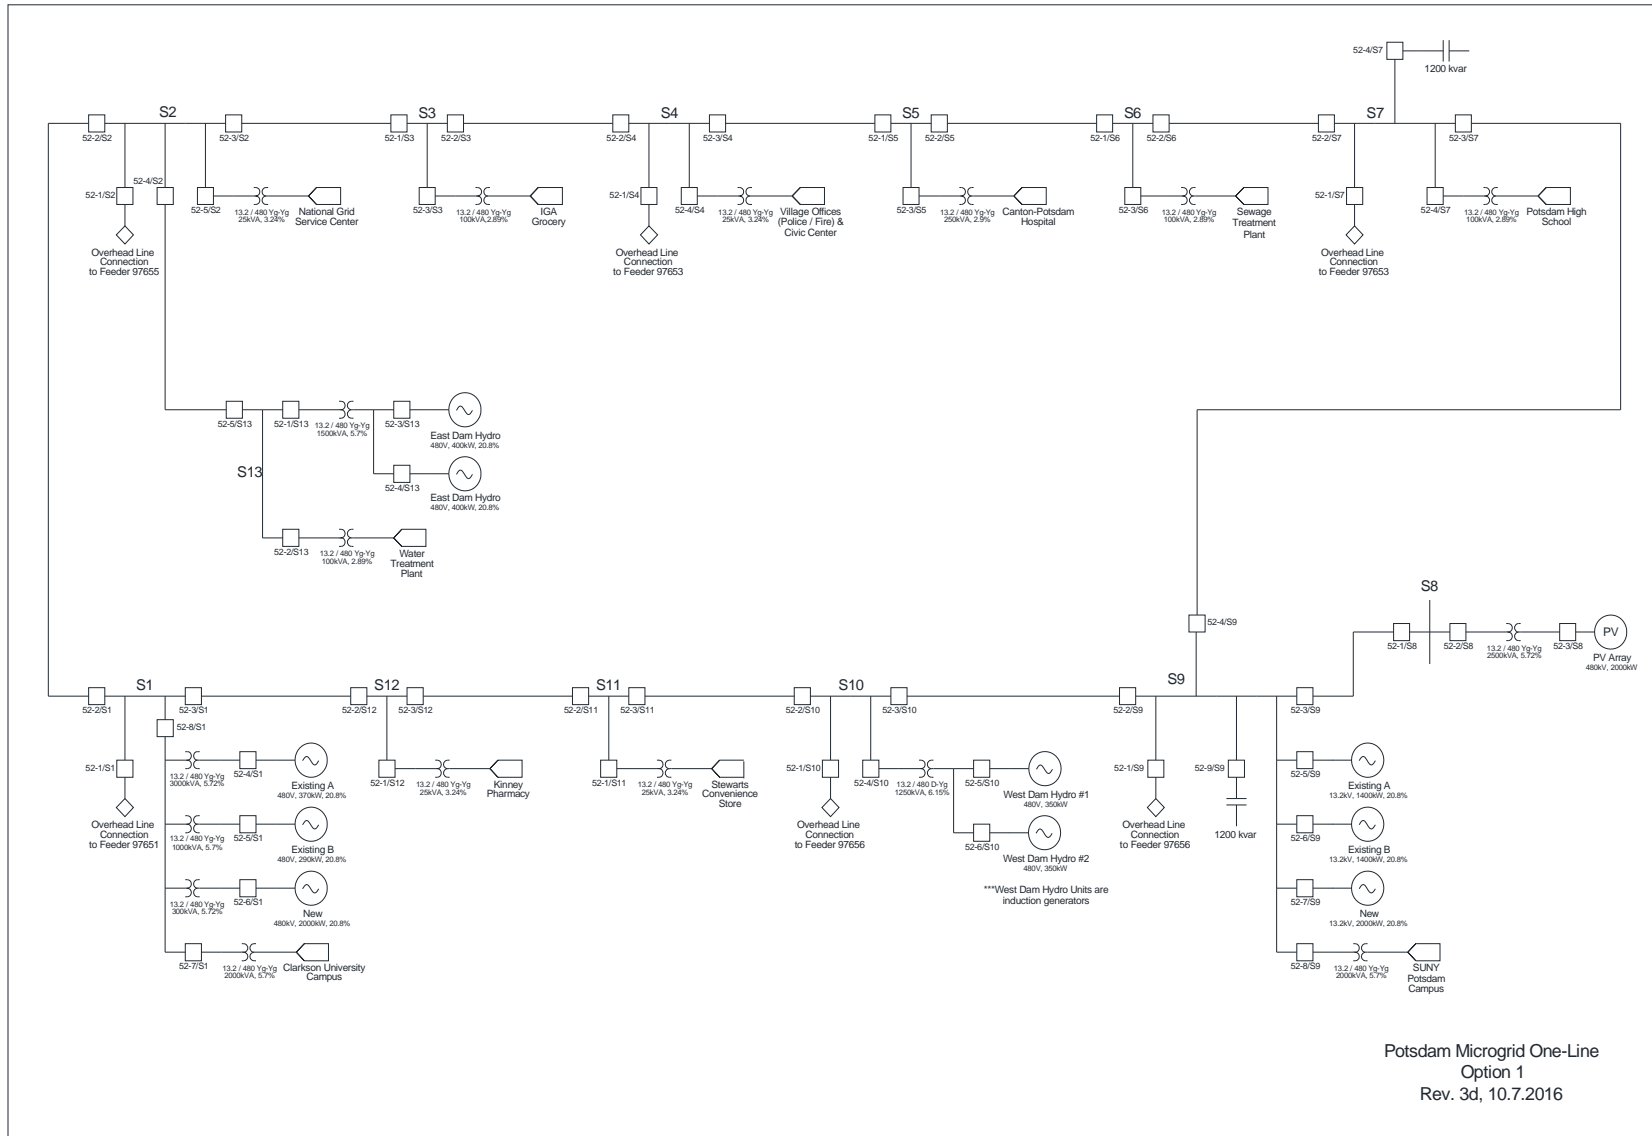 52-4/S7
1200 kvar
S2
S3
S4
S5
S6
S7
52-2/S2
52-3/S2
52-1/S3
52-2/S3
52-2/S4
52-3/S4
52-1/S5
52-2/S5
52-1/S6
52-2/S6
52-2/S7
52-3/S7
52-1/S2
52-4/S2
52-5/S2
13.2 / 480 Yg-Yg
25kVA, 3.24%
National Grid
Service Center
52-3/S3
13.2 / 480 Yg-Yg
100kVA,2.89%
IGA
Grocery
52-1/S4
52-4/S4
13.2 / 480 Yg-Yg
25kVA, 3.24%
Village Offices
(Police / Fire) &
Civic Center
52-3/S5
13.2 / 480 Yg-Yg
250kVA, 2.9%
Canton-Potsdam
Hospital
52-3/S6
13.2 / 480 Yg-Yg
100kVA, 2.89%
Sewage
Treatment
Plant
52-1/S7
52-4/S7
13.2 / 480 Yg-Yg
100kVA, 2.89%
Potsdam High
School
Overhead Line
Connection
to Feeder 97655
Overhead Line
Connection
to Feeder 97653
Overhead Line
Connection
to Feeder 97653
52-5/S13
52-1/S13
13.2 / 480 Yg-Yg
1500kVA, 5.7%
52-3/S13
East Dam Hydro
480V, 400kW, 20.8%
S13
52-4/S13
East Dam Hydro
480V, 400kW, 20.8%
52-2/S13
13.2 / 480 Yg-Yg
100kVA, 2.89%
Water
Treatment
Plant
S8
52-4/S9
52-1/S8
52-2/S8
13.2 / 480 Yg-Yg
2500kVA, 5.72%
52-3/S8
PV
PV Array
480kV, 2000kW
S1
S12
S11
S10
S9
52-2/S1
52-3/S1
52-2/S12
52-3/S12
52-2/S11
52-3/S11
52-2/S10
52-3/S10
52-2/S9
52-3/S9
52-8/S1
52-1/S1
13.2 / 480 Yg-Yg
3000kVA, 5.72%
52-4/S1
Existing A
480V, 370kW, 20.8%
52-1/S12
13.2 / 480 Yg-Yg
25kVA, 3.24%
Kinney
Pharmacy
52-1/S11
13.2 / 480 Yg-Yg
25kVA, 3.24%
Stewarts
Convenience
Store
52-1/S10
52-4/S10
13.2 / 480 D-Yg
1250kVA, 6.15%
52-5/S10
West Dam Hydro #1
480V, 350kW
52-1/S9
52-9/S9
52-5/S9
Existing A
13.2kV, 1400kW, 20.8%
Overhead Line
Connection
to Feeder 97651
13.2 / 480 Yg-Yg
1000kVA, 5.7%
52-5/S1
Existing B
480V, 290kW, 20.8%
Overhead Line
Connection
to Feeder 97656
52-6/S10
West Dam Hydro #2
480V, 350kW
Overhead Line
Connection
to Feeder 97656
1200 kvar
52-6/S9
Existing B
13.2kV, 1400kW, 20.8%
13.2 / 480 Yg-Yg
300kVA, 5.72%
52-6/S1
New
480kV, 2000kW, 20.8%
***West Dam Hydro Units are
induction generators
52-7/S9
New
13.2kV, 2000kW, 20.8%
52-7/S1
13.2 / 480 Yg-Yg
2000kVA, 5.7%
Clarkson University
Campus
52-8/S9
13.2 / 480 Yg-Yg
2000kVA, 5.7%
SUNY
Potsdam
Campus
Potsdam Microgrid One-Line
Option 1
Rev. 3d, 10.7.2016